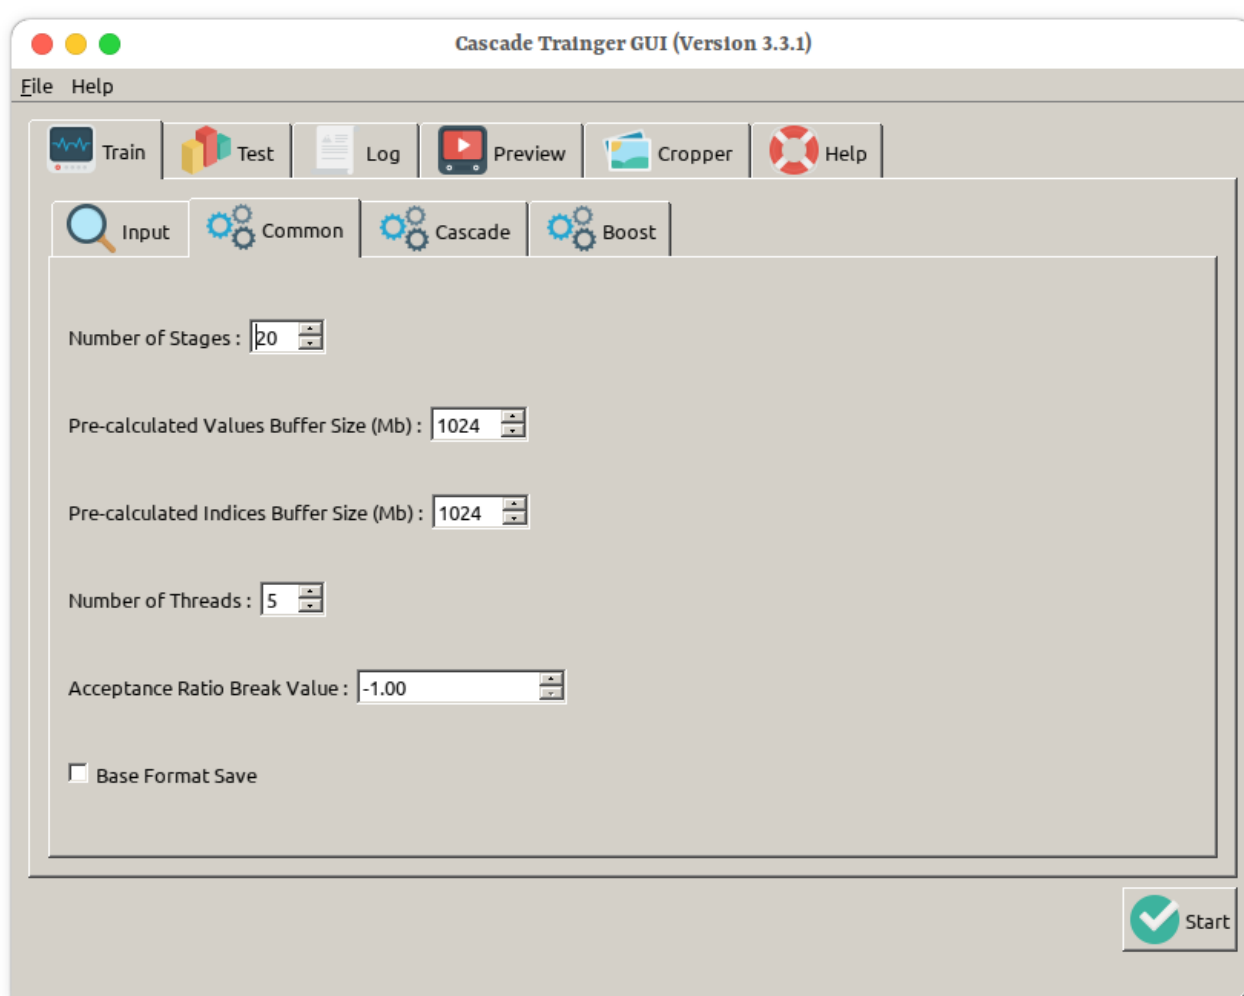 Cascade Trainger GUI (Version 3.3.1)
File Help
Train Test Log Preview Cropper Help
Input Common Cascade Boost
Number of Stages : 20
Pre-calculated Values Buffer Size (Mb) : 1024
Pre-calculated Indices Buffer Size (Mb) : 1024
Number of Threads : 5
Acceptance Ratio Break Value : -1.00
Base Format Save
Start